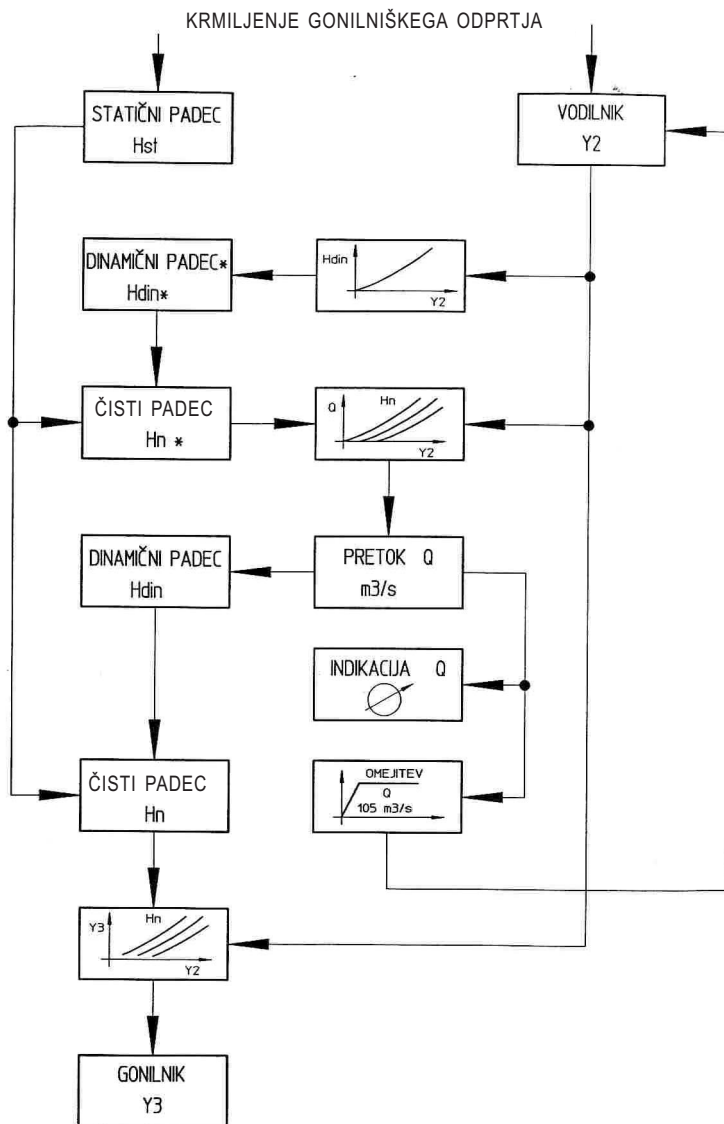 KRMILJENJE GONILNIŠKEGA ODPRTJA
STATIČNI PADEC
Hst
VODILNIK
Y2
DINAMIČNI PADEC*
Hdin*
Hdin
Y2
ČISTI PADEC
Hn *
Q
Hn
Y2
DINAMIČNI PADEC
Hdin
PRETOK Q
m3/s
INDIKACIJA Q
ČISTI PADEC
Hn
OMEJITEV
Q
105 m3/s
Y3
Hn
Y2
GONILNIK
Y3